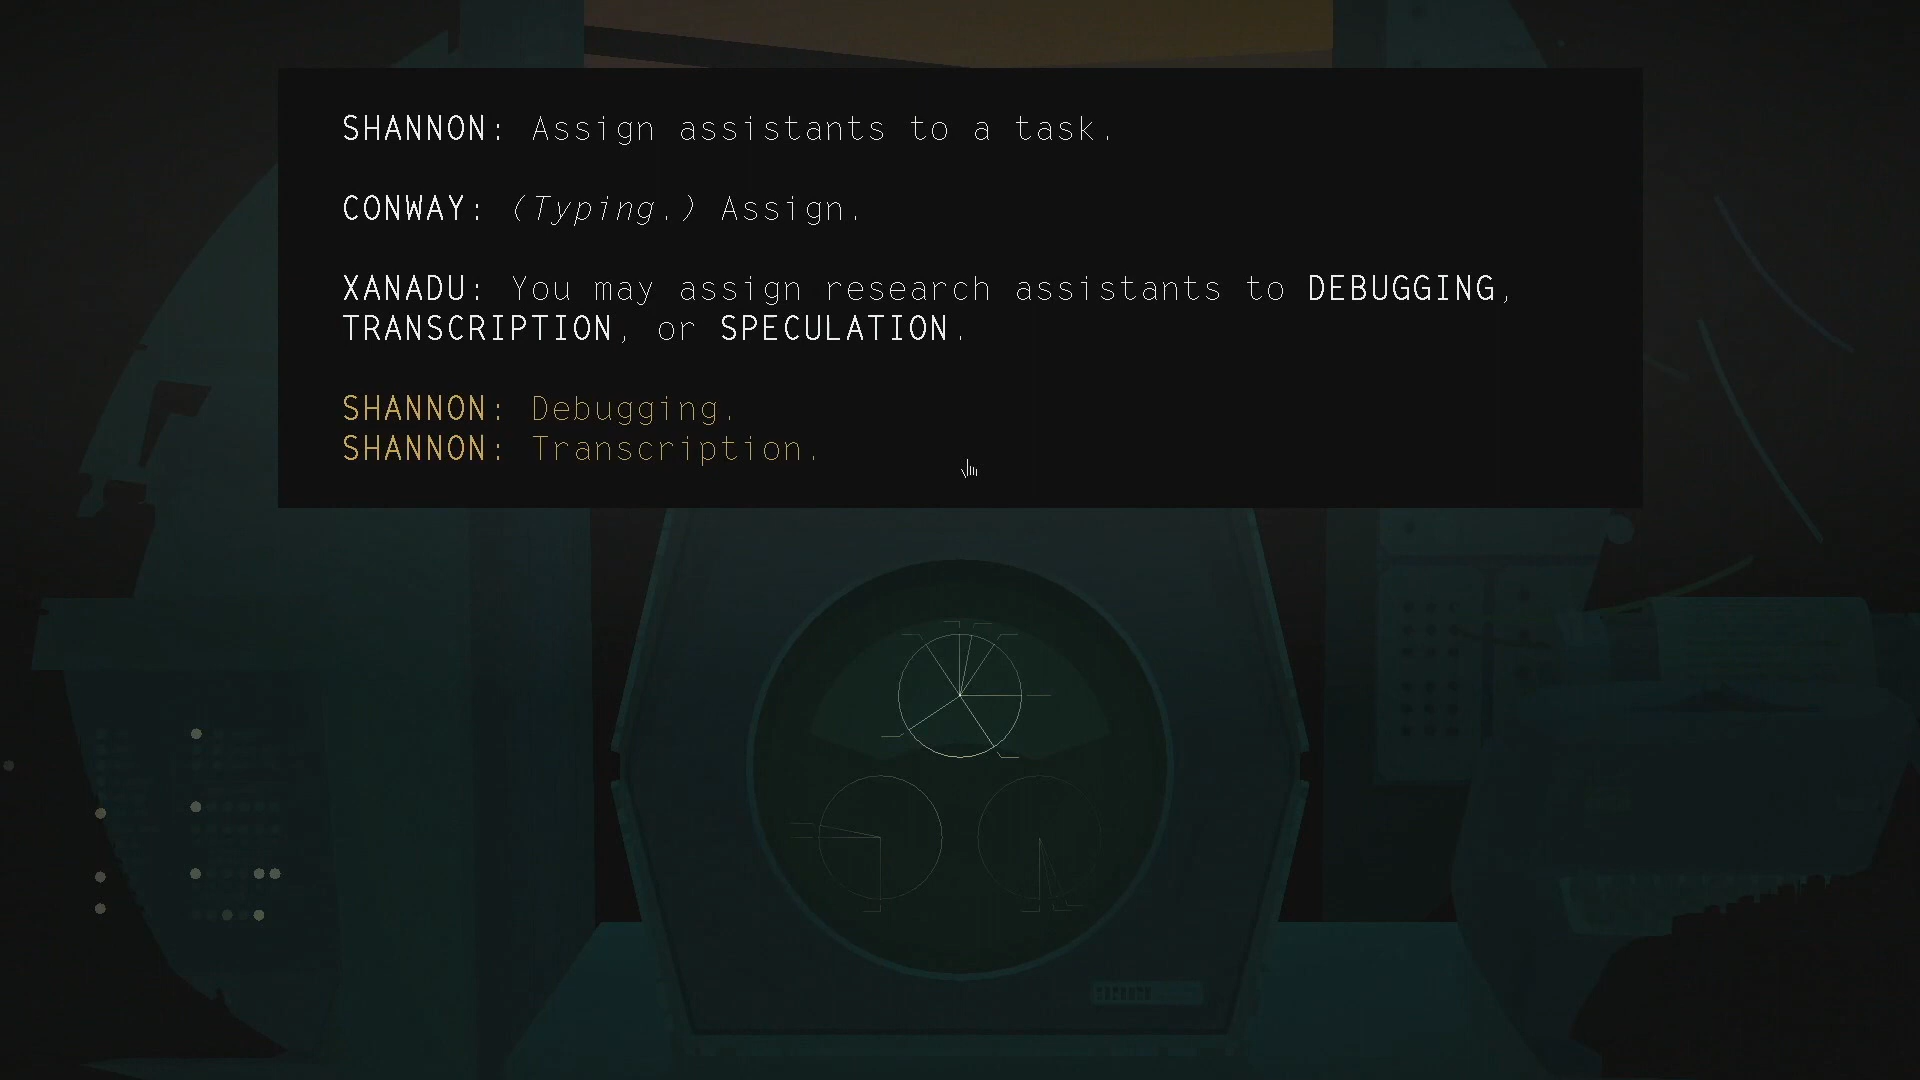 SHANNON: Assign assistants to a task.
CONWAY: (Typing.) Assign.
XANADU: You may assign research assistants to DEBUGGING,
TRANSCRIPTION, or SPECULATION.
SHANNON: Debugging.
SHANNON: Transcription.